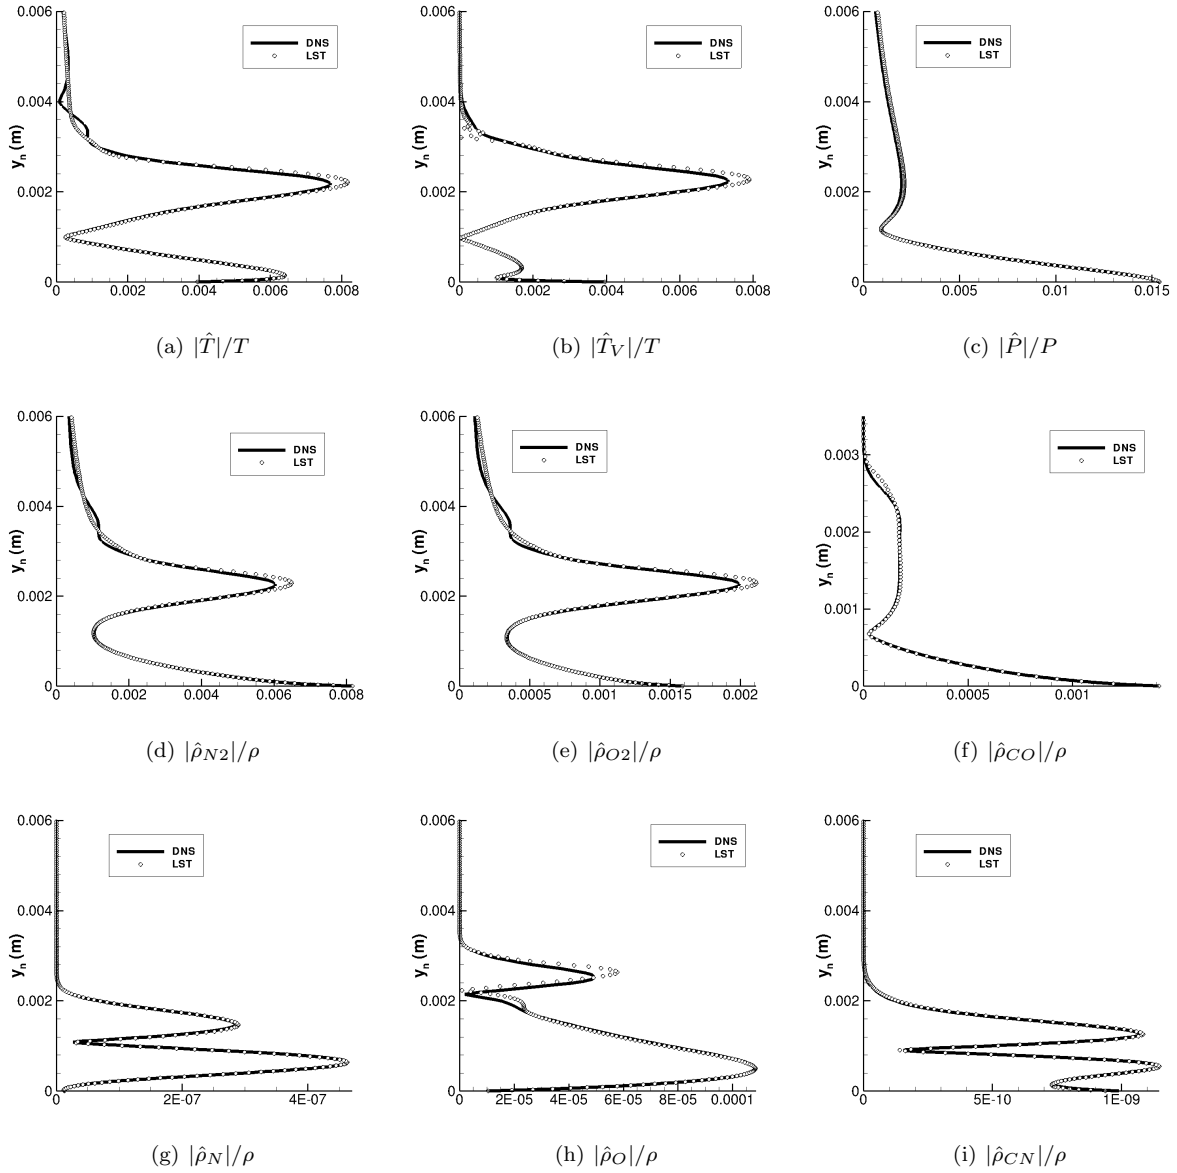 0.006
0.004
0.002
0
y_n (m)
0 0.002 0.004 0.006 0.008
DNS
LST
(a) |T̂|/T
0.006
0.004
0.002
0
y_n (m)
0 0.002 0.004 0.006 0.008
DNS
LST
(b) |T̂_V|/T
0.006
0.004
0.002
0
y_n (m)
0 0.005 0.01 0.015
DNS
LST
(c) |P̂|/P
0.006
0.004
0.002
0
y_n (m)
0 0.002 0.004 0.006 0.008
DNS
LST
(d) |ρ̂_{N2}|/ρ
0.006
0.004
0.002
0
y_n (m)
0 0.0005 0.001 0.0015 0.002
DNS
LST
(e) |ρ̂_{O2}|/ρ
0.003
0.002
0.001
0
y_n (m)
0 0.0005 0.001
DNS
LST
(f) |ρ̂_{CO}|/ρ
0.006
0.004
0.002
0
y_n (m)
0 2E-07 4E-07
DNS
LST
(g) |ρ̂_N|/ρ
0.006
0.004
0.002
0
y_n (m)
0 2E-05 4E-05 6E-05 8E-05 0.0001
DNS
LST
(h) |ρ̂_O|/ρ
0.006
0.004
0.002
0
y_n (m)
0 5E-10 1E-09
DNS
LST
(i) |ρ̂_{CN}|/ρ